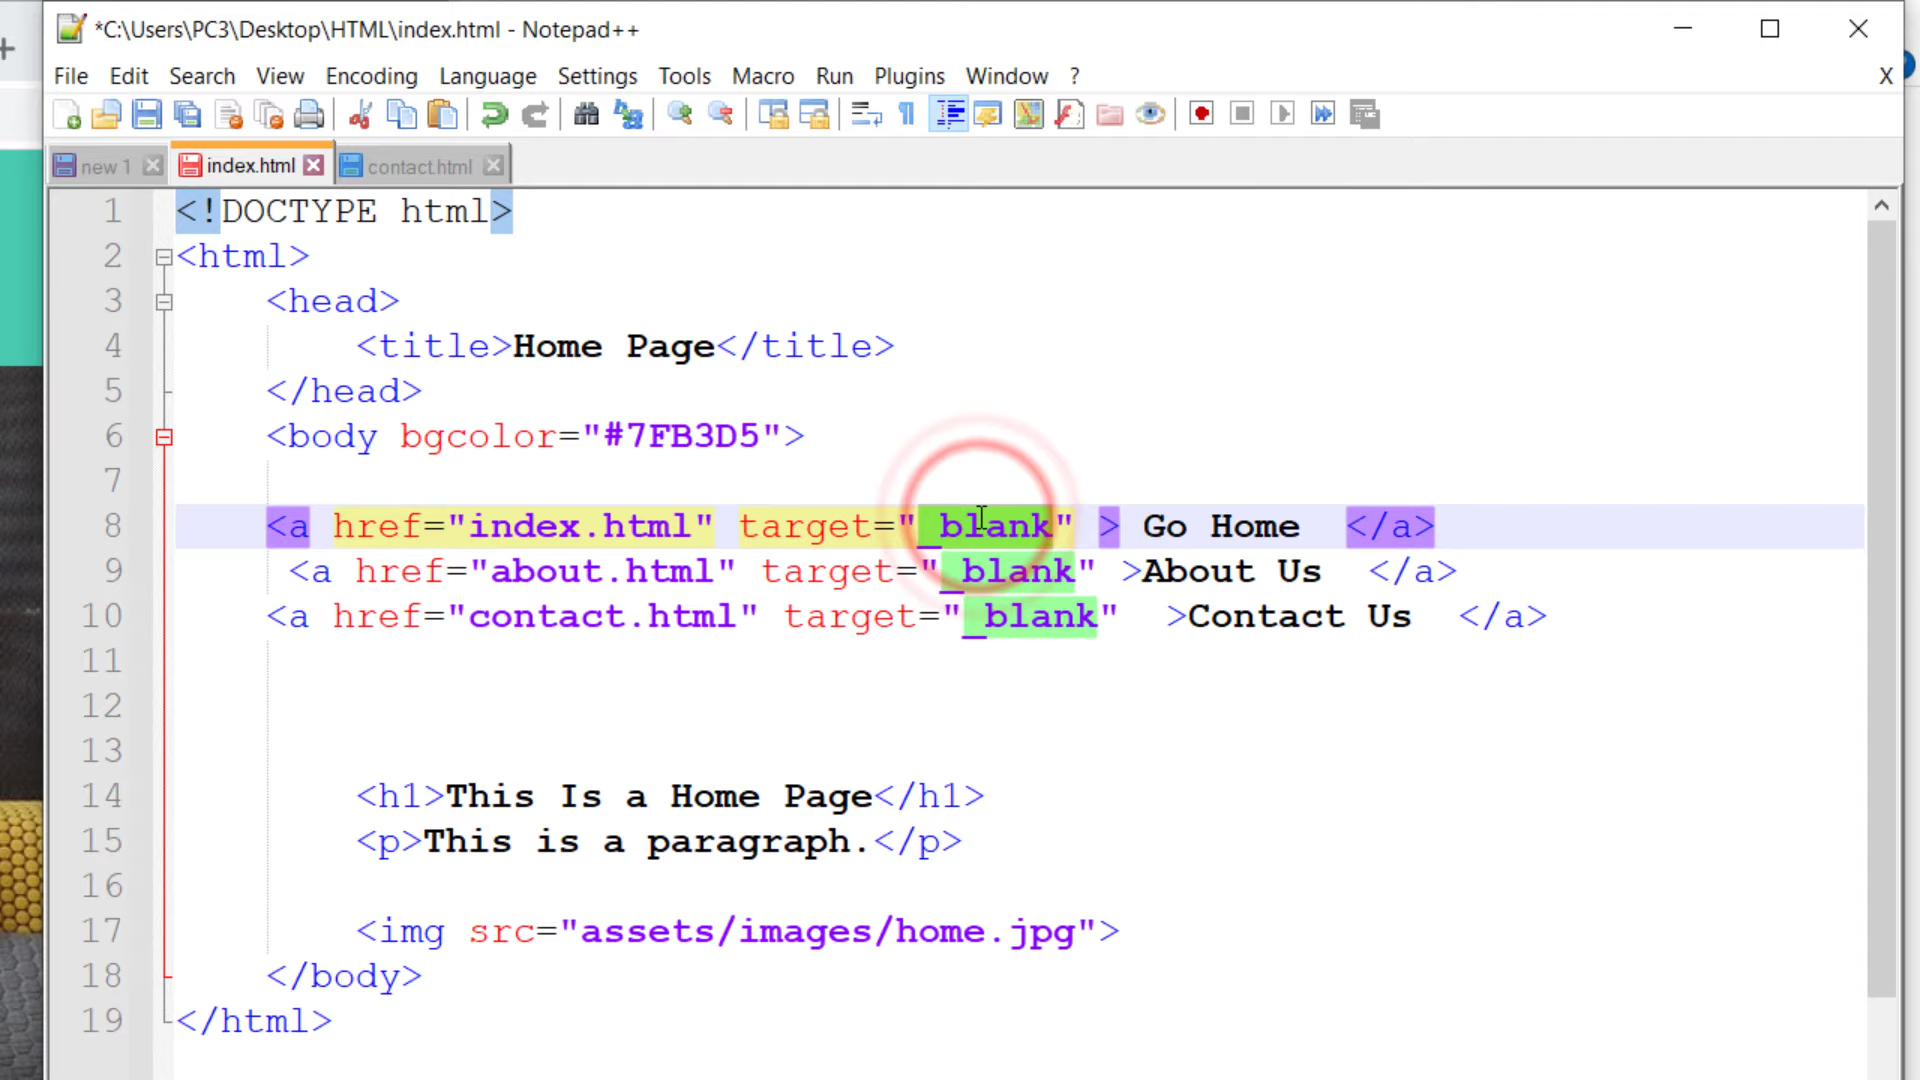 *C:\Users\PC3\Desktop\HTML\index.html - Notepad++
File Edit Search View Encoding Language Settings Tools Macro Run Plugins Window ? X
new 1 index.html contact.html
1 <!DOCTYPE html>
2 <html>
3 <head>
4 <title>Home Page</title>
5 </head>
6 <body bgcolor="#7FB3D5">
7
8 <a href="index.html" target="_blank" > Go Home </a>
9 <a href="about.html" target="_blank" >About Us </a>
10 <a href="contact.html" target="_blank" >Contact Us </a>
11
12
13
14 <h1>This Is a Home Page</h1>
15 <p>This is a paragraph.</p>
16
17 <img src="assets/images/home.jpg">
18 </body>
19 </html>